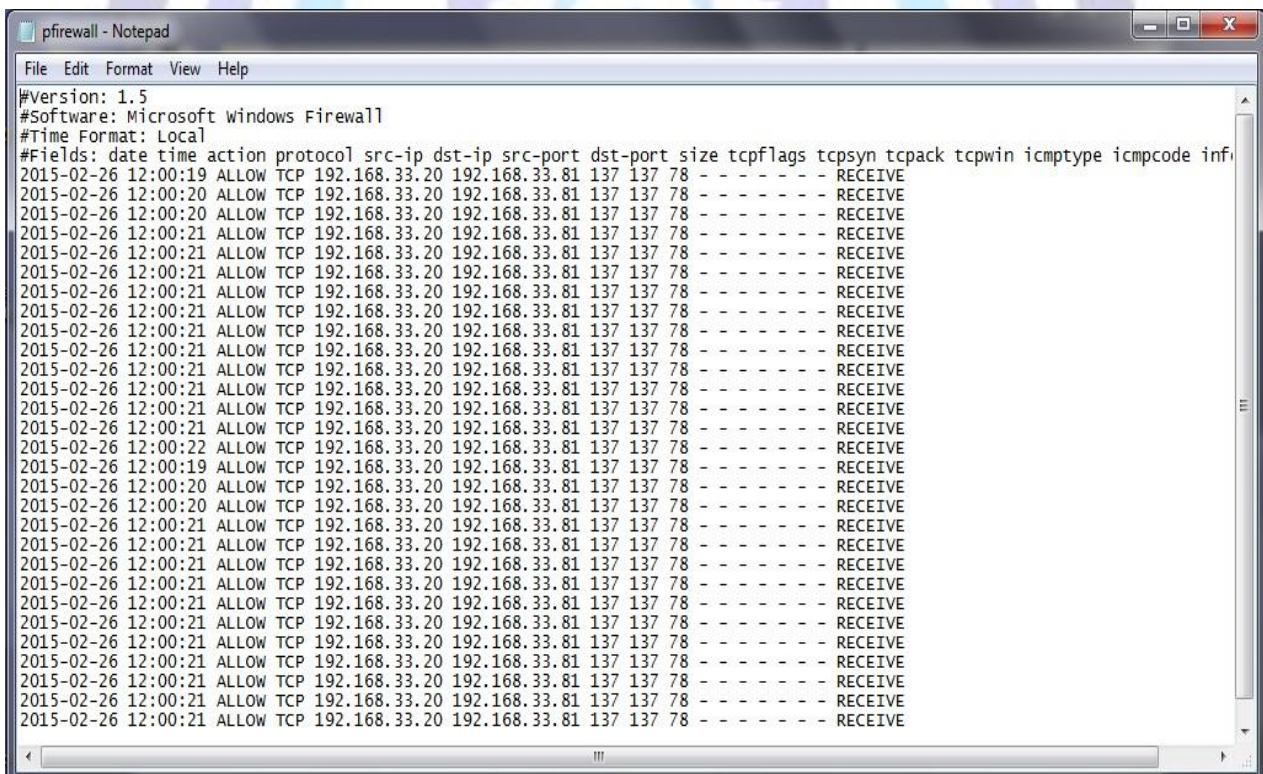 pfirewall - Notepad
File Edit Format View Help
#Version: 1.5
#Software: Microsoft Windows Firewall
#Time Format: Local
#Fields: date time action protocol src-ip dst-ip src-port dst-port size tcpflags tcpsyn tcpack tcpwin icmptype icmpcode inf
2015-02-26 12:00:19 ALLOW TCP 192.168.33.20 192.168.33.81 137 137 78 - - - - - - - RECEIVE
2015-02-26 12:00:20 ALLOW TCP 192.168.33.20 192.168.33.81 137 137 78 - - - - - - - RECEIVE
2015-02-26 12:00:20 ALLOW TCP 192.168.33.20 192.168.33.81 137 137 78 - - - - - - - RECEIVE
2015-02-26 12:00:21 ALLOW TCP 192.168.33.20 192.168.33.81 137 137 78 - - - - - - - RECEIVE
2015-02-26 12:00:21 ALLOW TCP 192.168.33.20 192.168.33.81 137 137 78 - - - - - - - RECEIVE
2015-02-26 12:00:21 ALLOW TCP 192.168.33.20 192.168.33.81 137 137 78 - - - - - - - RECEIVE
2015-02-26 12:00:21 ALLOW TCP 192.168.33.20 192.168.33.81 137 137 78 - - - - - - - RECEIVE
2015-02-26 12:00:21 ALLOW TCP 192.168.33.20 192.168.33.81 137 137 78 - - - - - - - RECEIVE
2015-02-26 12:00:21 ALLOW TCP 192.168.33.20 192.168.33.81 137 137 78 - - - - - - - RECEIVE
2015-02-26 12:00:21 ALLOW TCP 192.168.33.20 192.168.33.81 137 137 78 - - - - - - - RECEIVE
2015-02-26 12:00:21 ALLOW TCP 192.168.33.20 192.168.33.81 137 137 78 - - - - - - - RECEIVE
2015-02-26 12:00:21 ALLOW TCP 192.168.33.20 192.168.33.81 137 137 78 - - - - - - - RECEIVE
2015-02-26 12:00:21 ALLOW TCP 192.168.33.20 192.168.33.81 137 137 78 - - - - - - - RECEIVE
2015-02-26 12:00:21 ALLOW TCP 192.168.33.20 192.168.33.81 137 137 78 - - - - - - - RECEIVE
2015-02-26 12:00:22 ALLOW TCP 192.168.33.20 192.168.33.81 137 137 78 - - - - - - - RECEIVE
2015-02-26 12:00:19 ALLOW TCP 192.168.33.20 192.168.33.81 137 137 78 - - - - - - - RECEIVE
2015-02-26 12:00:20 ALLOW TCP 192.168.33.20 192.168.33.81 137 137 78 - - - - - - - RECEIVE
2015-02-26 12:00:20 ALLOW TCP 192.168.33.20 192.168.33.81 137 137 78 - - - - - - - RECEIVE
2015-02-26 12:00:21 ALLOW TCP 192.168.33.20 192.168.33.81 137 137 78 - - - - - - - RECEIVE
2015-02-26 12:00:21 ALLOW TCP 192.168.33.20 192.168.33.81 137 137 78 - - - - - - - RECEIVE
2015-02-26 12:00:21 ALLOW TCP 192.168.33.20 192.168.33.81 137 137 78 - - - - - - - RECEIVE
2015-02-26 12:00:21 ALLOW TCP 192.168.33.20 192.168.33.81 137 137 78 - - - - - - - RECEIVE
2015-02-26 12:00:21 ALLOW TCP 192.168.33.20 192.168.33.81 137 137 78 - - - - - - - RECEIVE
2015-02-26 12:00:21 ALLOW TCP 192.168.33.20 192.168.33.81 137 137 78 - - - - - - - RECEIVE
2015-02-26 12:00:21 ALLOW TCP 192.168.33.20 192.168.33.81 137 137 78 - - - - - - - RECEIVE
2015-02-26 12:00:21 ALLOW TCP 192.168.33.20 192.168.33.81 137 137 78 - - - - - - - RECEIVE
2015-02-26 12:00:21 ALLOW TCP 192.168.33.20 192.168.33.81 137 137 78 - - - - - - - RECEIVE
2015-02-26 12:00:21 ALLOW TCP 192.168.33.20 192.168.33.81 137 137 78 - - - - - - - RECEIVE
2015-02-26 12:00:21 ALLOW TCP 192.168.33.20 192.168.33.81 137 137 78 - - - - - - - RECEIVE